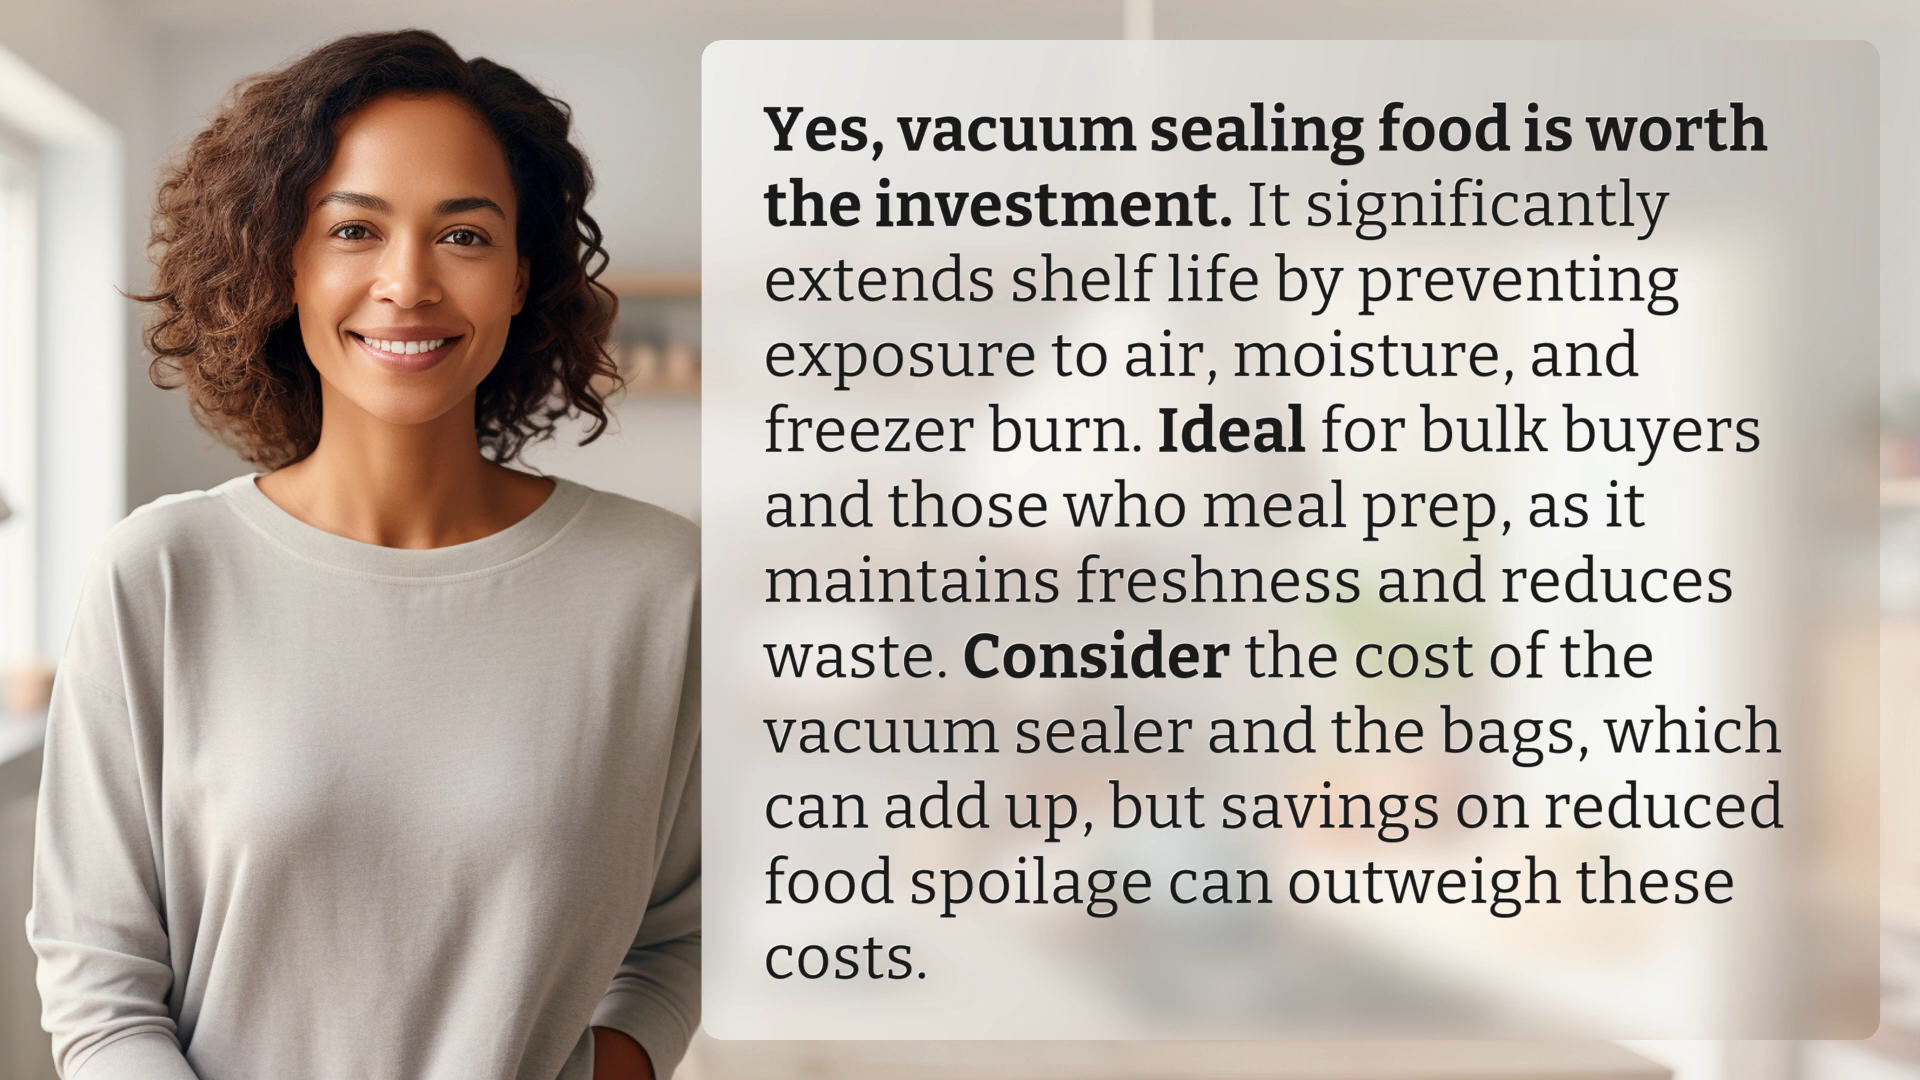 Yes, vacuum sealing food is worth
the investment. It significantly
extends shelf life by preventing
exposure to air, moisture, and
freezer burn. Ideal for bulk buyers
and those who meal prep, as it
maintains freshness and reduces
waste. Consider the cost of the
vacuum sealer and the bags, which
can add up, but savings on reduced
food spoilage can outweigh these
costs.